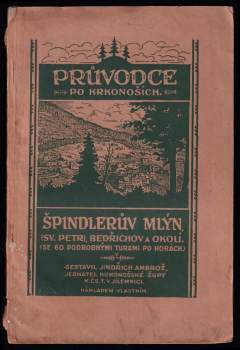 PRŮVODCE
PO KRKONOŠÍCH.
ŠPINDLERŮV MLÝN,
(SV. PETR), BEDŘICHOV A OKOLÍ.
(SE 60 PODROBNÝMI TURAMI PO HORÁCH.)
SESTAVIL JINDŘICH AMBROŽ,
JEDNATEL KRKONOŠSKÉ ŽUPY
K.Č.T. V JILEMNICI.
NÁKLADEM VLASTNÍM.